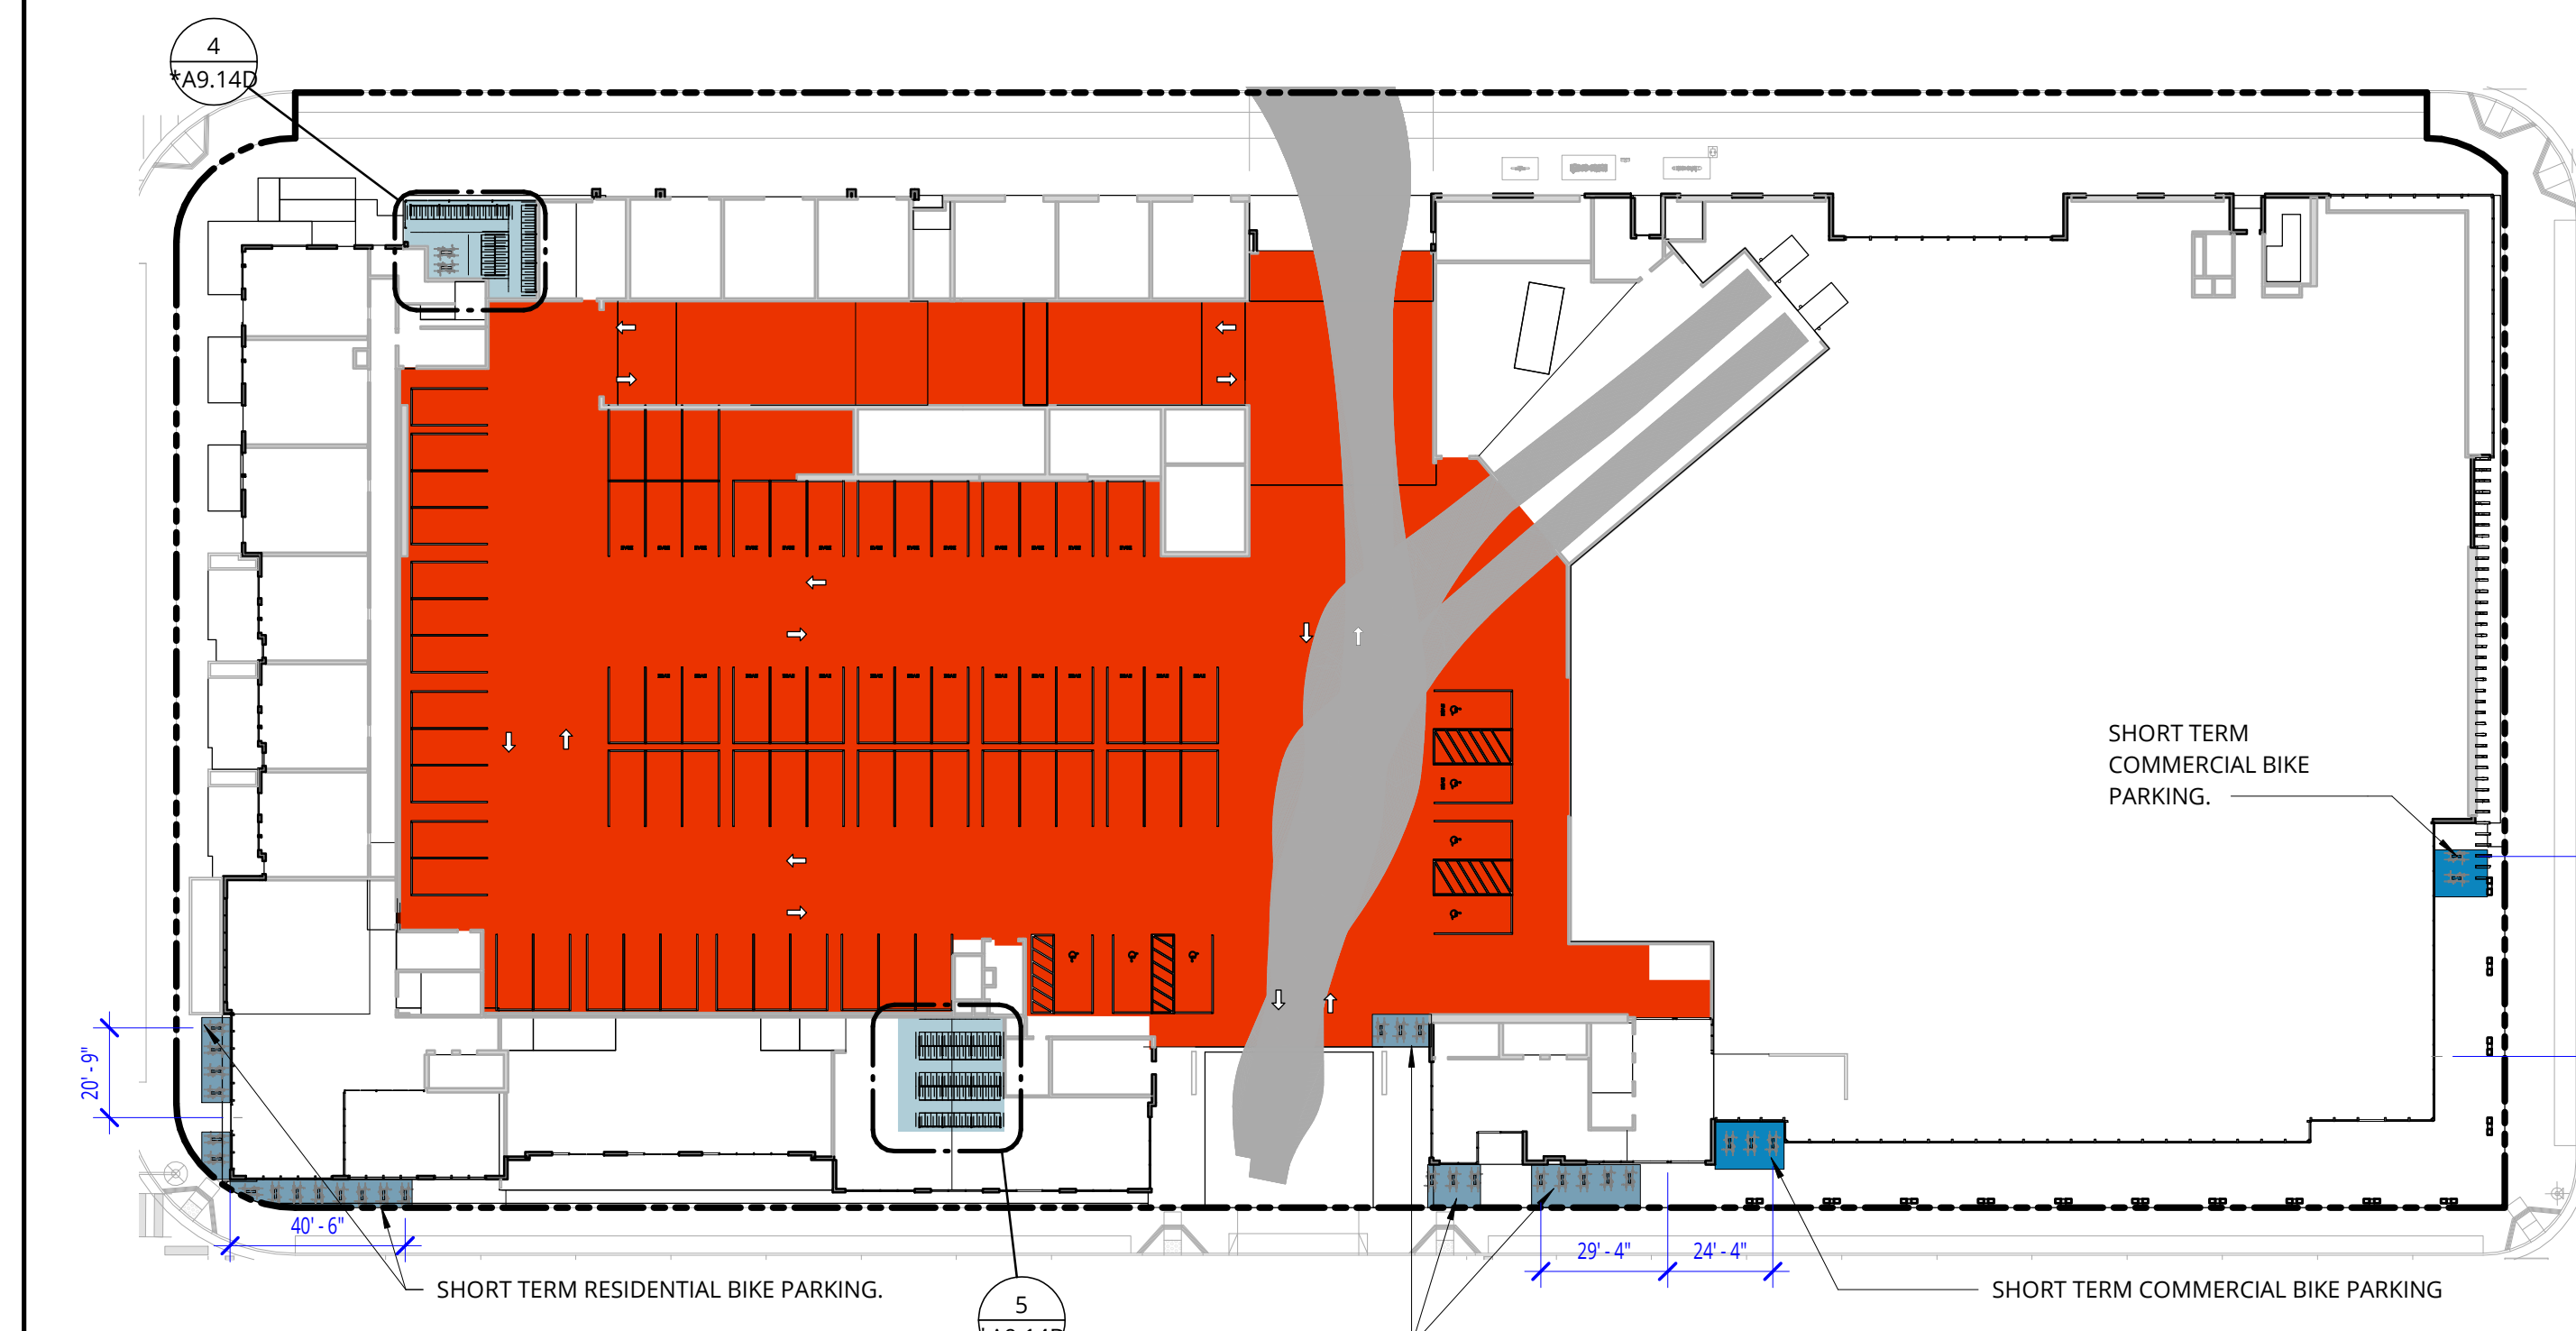 4
*A9.14D
SHORT TERM
COMMERCIAL BIKE
PARKING.
20' - 9"
40' - 6"
29' - 4"
24' - 4"
SHORT TERM RESIDENTIAL BIKE PARKING.
SHORT TERM COMMERCIAL BIKE PARKING
5